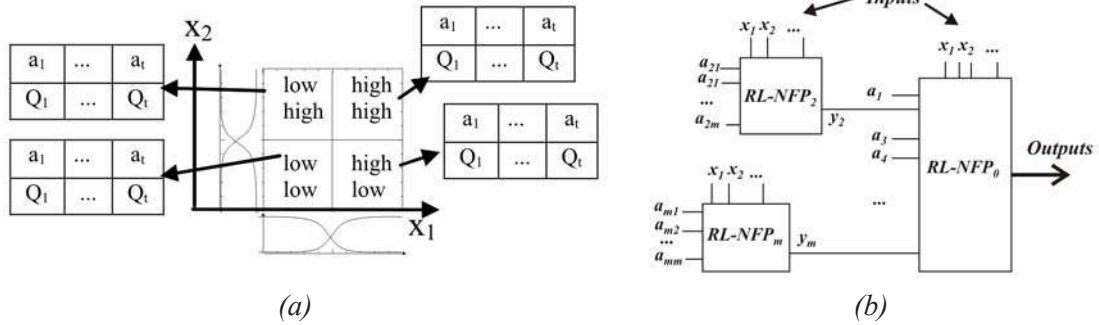 x₂
a₁ ... aₜ
Q₁ ... Qₜ
a₁ ... aₜ
Q₁ ... Qₜ
low high
high high
low high
low low
a₁ ... aₜ
Q₁ ... Qₜ
a₁ ... aₜ
Q₁ ... Qₜ
x₁
(a)
Inputs
x₁ x₂ ...
a₂₁
a₂₁
...
a₂ₘ
RL-NFP₂
y₂
x₁ x₂ ...
aₘ₁
aₘ₂
...
aₘₘ
RL-NFPₘ
yₘ
x₁ x₂ ...
a₁
a₃
a₄
...
RL-NFP₀
Outputs
(b)